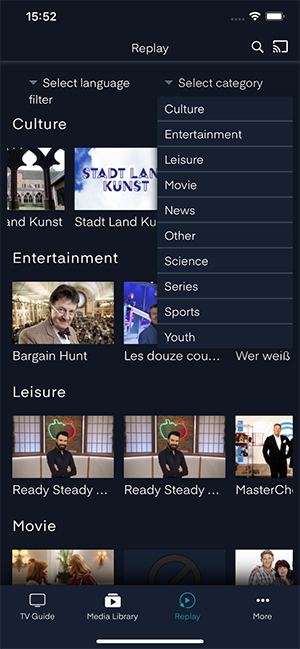 15:52
Replay
Select language
filter
Select category
Culture
Entertainment
Leisure
Movie
News
Other
Science
Series
Sports
Youth
Culture
STADT LAND
KUNST
nd Kunst
Stadt Land Ku
Entertainment
Bargain Hunt
Les douze cou...
Wer weiß
Leisure
Ready Steady ...
Ready Steady ...
MasterChe
Movie
TV Guide
Media Library
Replay
More